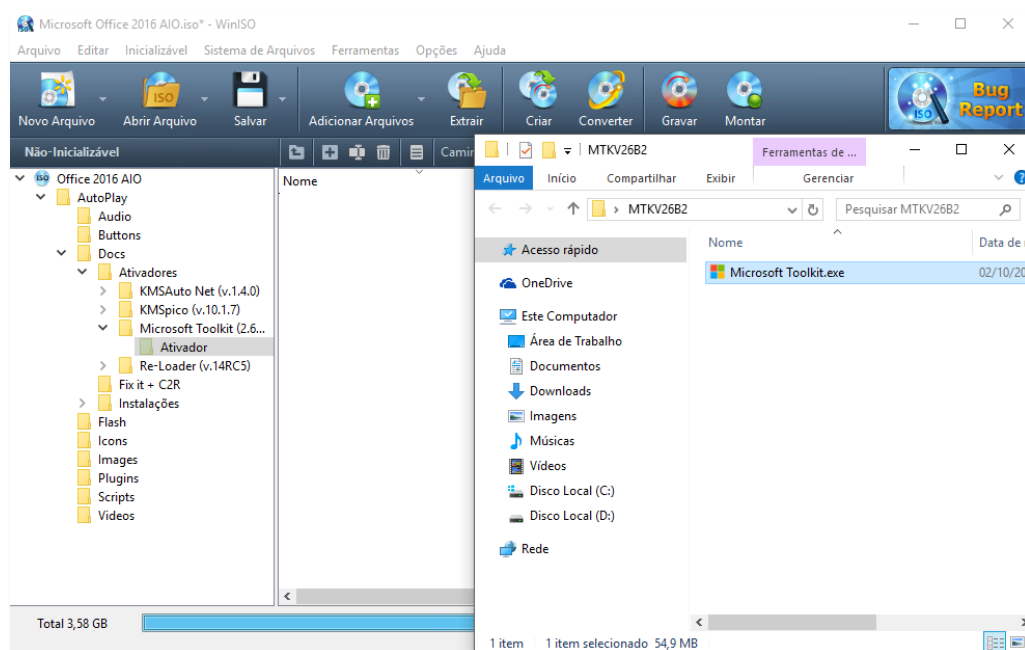 Microsoft Office 2016 AIO.iso* - WinISO
Arquivo Editar Inicializável Sistema de Arquivos Ferramentas Opções Ajuda
Novo Arquivo Abrir Arquivo Salvar Adicionar Arquivos Extrair Criar Converter Gravar Montar
ISO
ISO
Bug
Report
Não-Inicializável
Camin
ISO Office 2016 AIO
AutoPlay
Audio
Buttons
Docs
Ativadores
KMSAuto Net (v.1.4.0)
KMSpico (v.10.1.7)
Microsoft Toolkit (2.6...
Ativador
Re-Loader (v.14RC5)
Fix it + C2R
Instalações
Flash
Icons
Images
Plugins
Scripts
Videos
Nome
Total 3,58 GB
MTKV26B2
Ferramentas de ...
Arquivo Início Compartilhar Exibir Gerenciar
MTKV26B2
Pesquisar MTKV26B2
Acesso rápido
OneDrive
Este Computador
Área de Trabalho
Documentos
Downloads
Imagens
Músicas
Vídeos
Disco Local (C:)
Disco Local (D:)
Rede
Nome Data de
Microsoft Toolkit.exe 02/10/20
1 item 1 item selecionado 54,9 MB